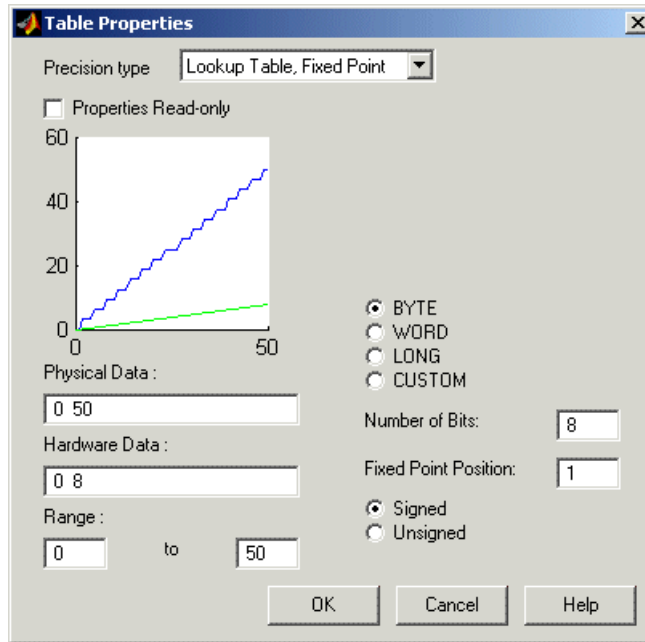 Table Properties
Precision type
Lookup Table, Fixed Point
Properties Read-only
60
40
20
0
0
50
Physical Data :
0 50
Hardware Data :
0 8
Range :
0
to
50
BYTE
WORD
LONG
CUSTOM
Number of Bits:
8
Fixed Point Position:
1
Signed
Unsigned
OK
Cancel
Help